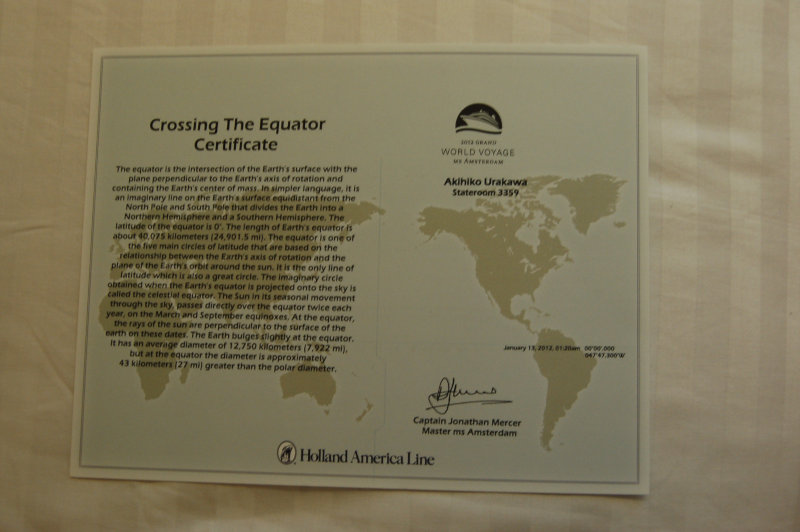 Crossing The Equator
Certificate
The equator is the intersection of the Earth's surface with the
plane perpendicular to the Earth's axis of rotation and
containing the Earth's center of mass. In simpler language, it is
an imaginary line on the Earth's surface equidistant from the
North Pole and South Pole that divides the Earth into a
Northern Hemisphere and a Southern Hemisphere. The
latitude of the equator is 0°. The length of Earth's equator is
about 40,075 kilometers (24,901.5 mi). The equator is one of
the five main circles of latitude that are based on the
relationship between the Earth's axis of rotation and the
plane of the Earth's orbit around the sun. It is the only line of
latitude which is also a great circle. The imaginary circle
obtained when the Earth's equator is projected onto the sky is
called the celestial equator. The Sun in its seasonal movement
through the sky, passes directly over the equator twice each
year, on the March and September equinoxes. At the equator,
the rays of the sun are perpendicular to the surface of the
earth on these dates. The Earth bulges slightly at the equator.
It has an average diameter of 12,750 kilometers (7,922 mi),
but at the equator the diameter is approximately
43 kilometers (27 mi) greater than the polar diameter.
2012 GRAND
WORLD VOYAGE
MS AMSTERDAM
Akihiko Urakawa
Stateroom 3359
January 13, 2012, 01:20am 00°00'.000
047°47.300'W
Captain Jonathan Mercer
Master ms Amsterdam
Holland America Line